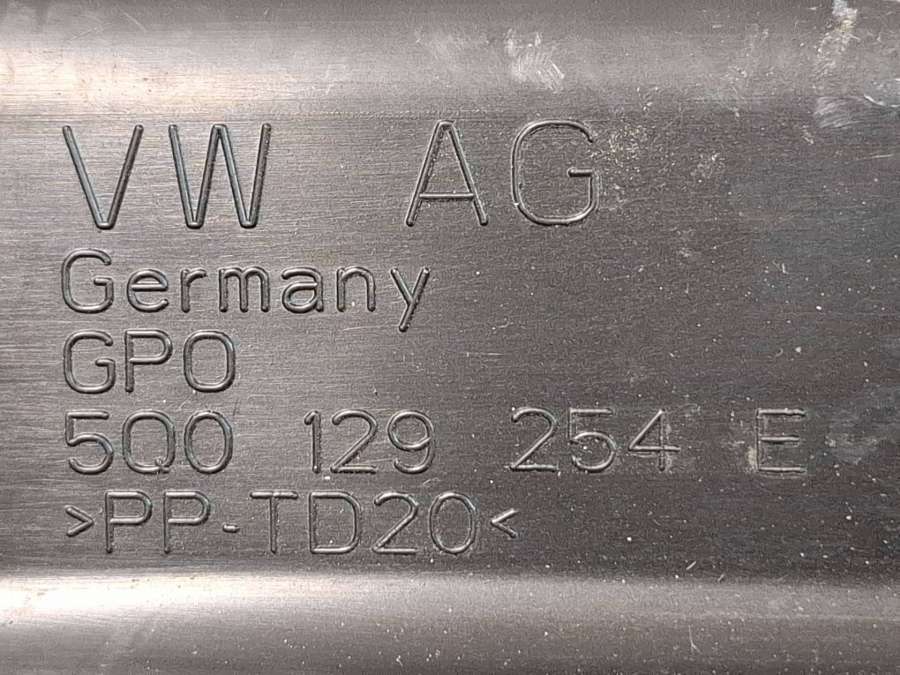 VW AG
Germany
GPO
5Q0 129 254 E
>PP-TD20<